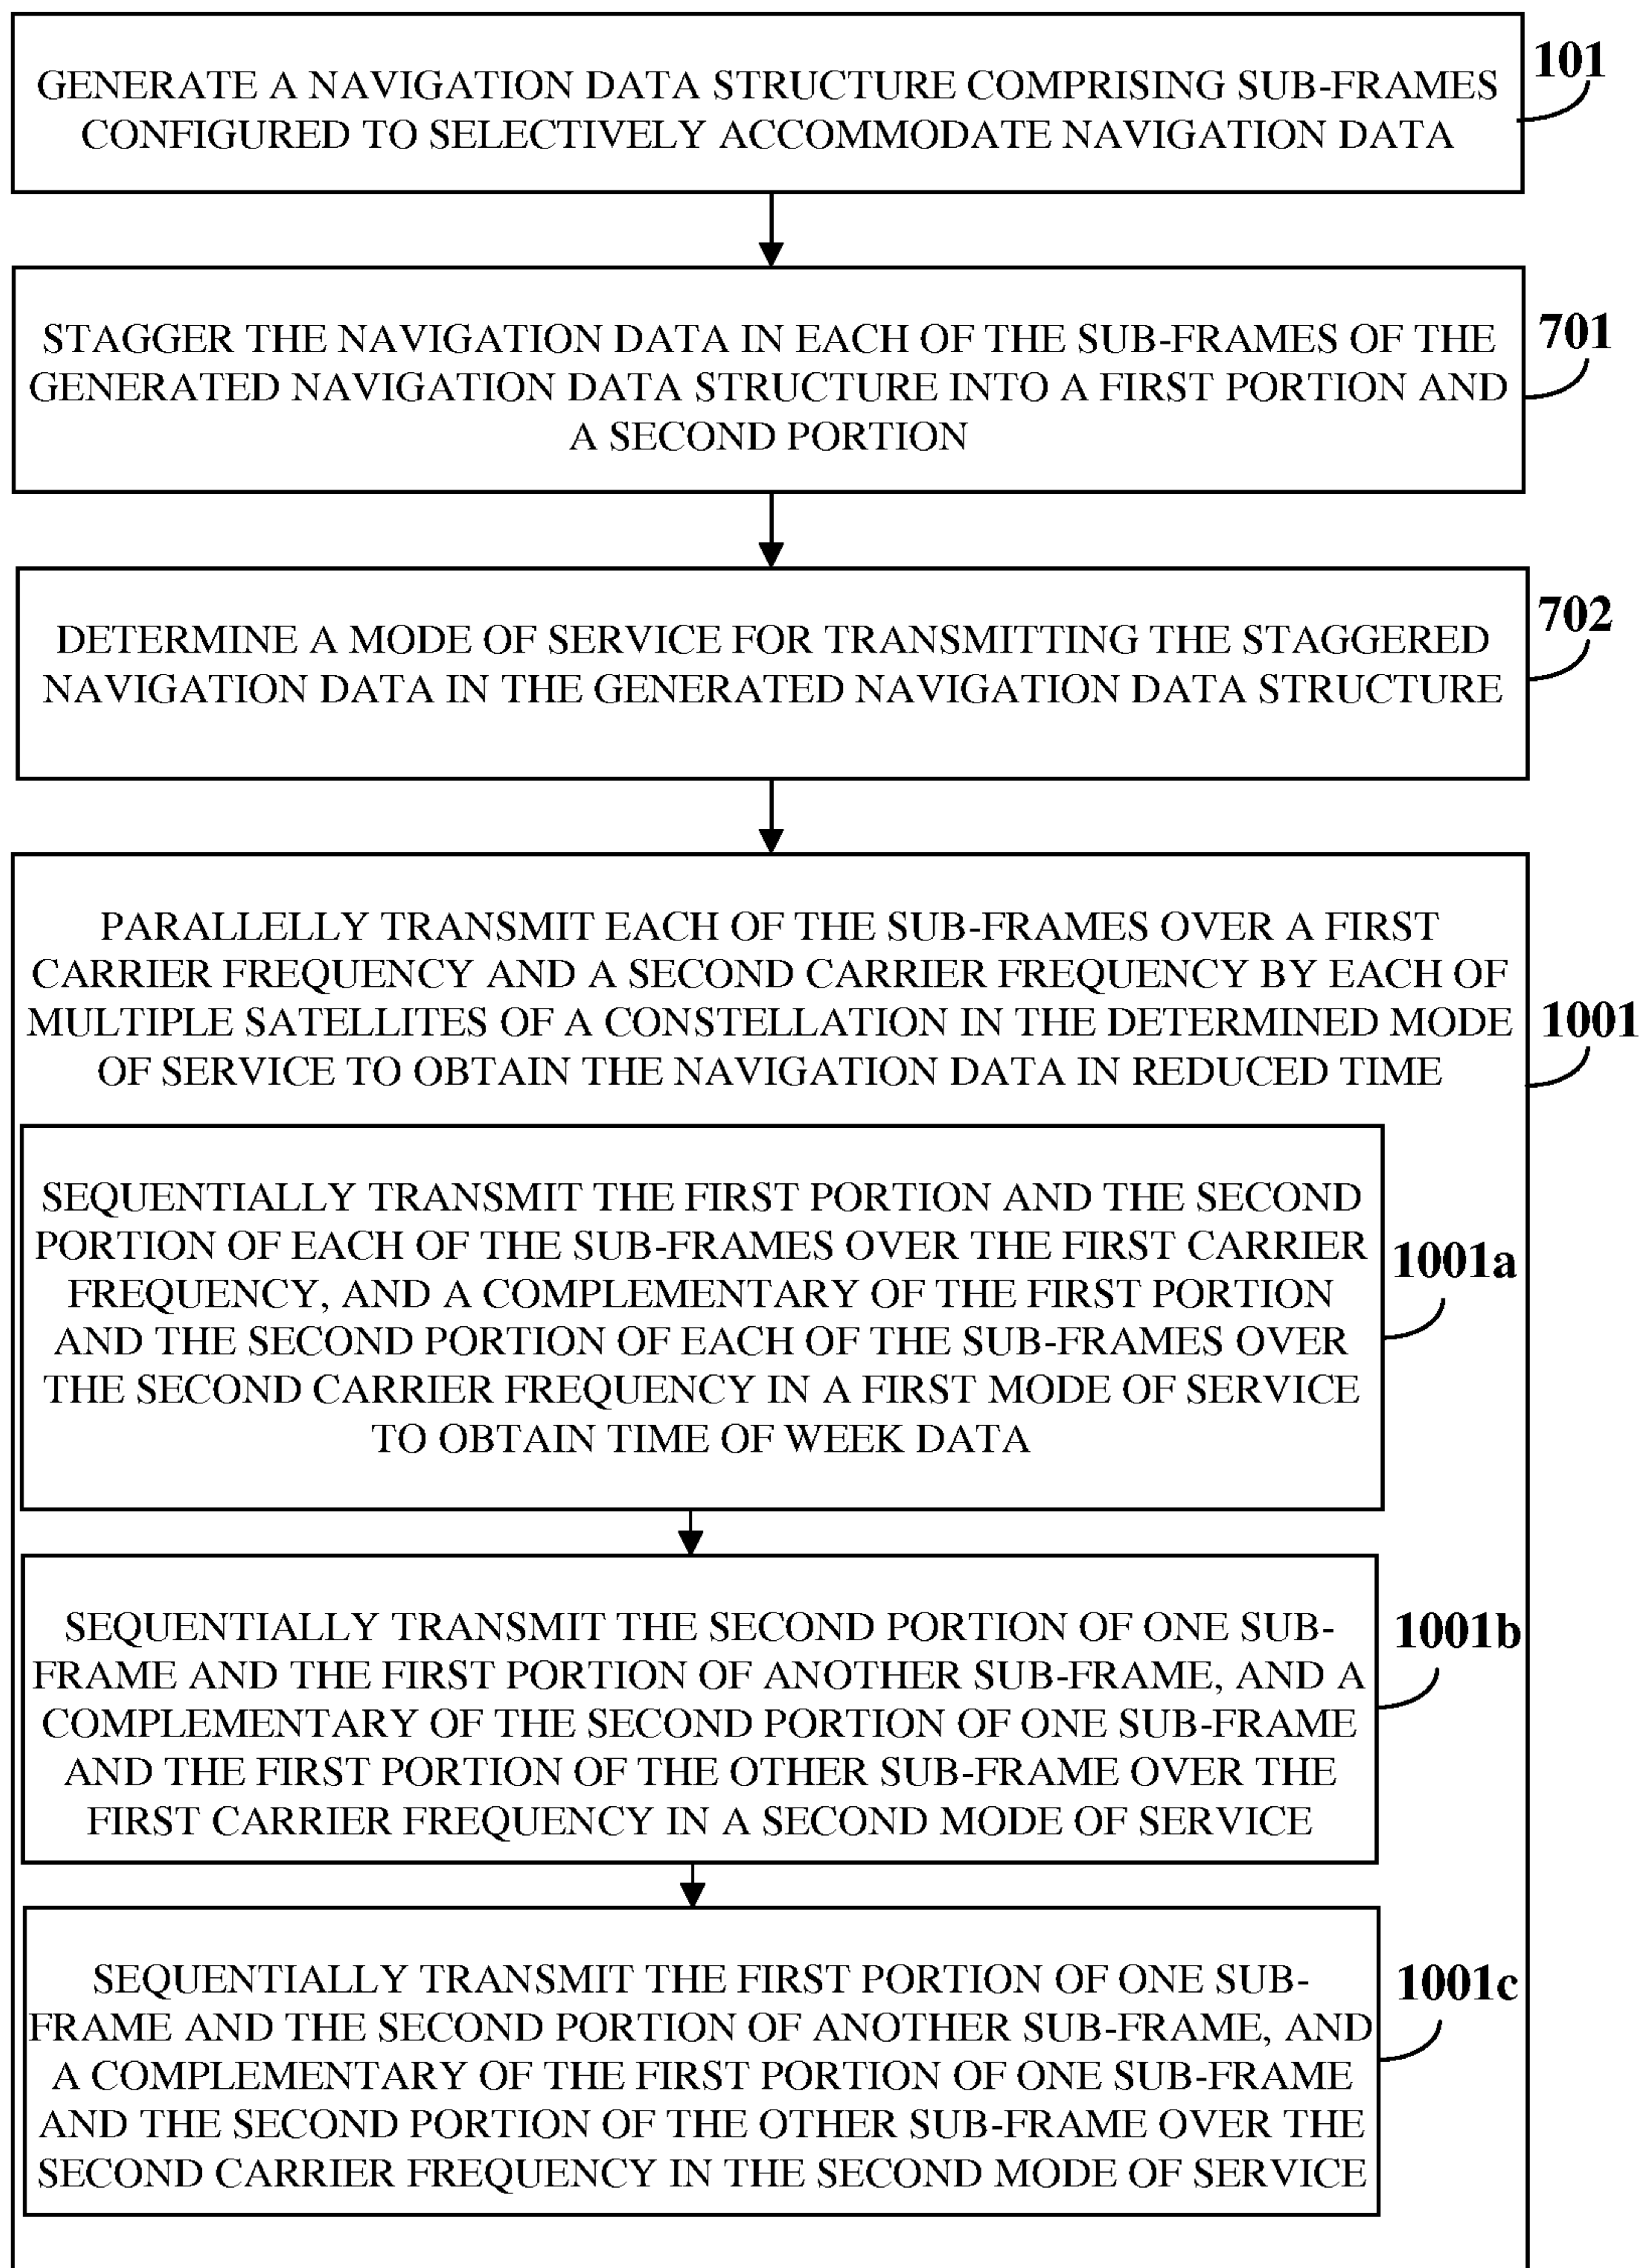 GENERATE A NAVIGATION DATA STRUCTURE COMPRISING SUB-FRAMES
CONFIGURED TO SELECTIVELY ACCOMMODATE NAVIGATION DATA
101
STAGGER THE NAVIGATION DATA IN EACH OF THE SUB-FRAMES OF THE
GENERATED NAVIGATION DATA STRUCTURE INTO A FIRST PORTION AND
A SECOND PORTION
701
DETERMINE A MODE OF SERVICE FOR TRANSMITTING THE STAGGERED
NAVIGATION DATA IN THE GENERATED NAVIGATION DATA STRUCTURE
702
PARALLELLY TRANSMIT EACH OF THE SUB-FRAMES OVER A FIRST
CARRIER FREQUENCY AND A SECOND CARRIER FREQUENCY BY EACH OF
MULTIPLE SATELLITES OF A CONSTELLATION IN THE DETERMINED MODE
OF SERVICE TO OBTAIN THE NAVIGATION DATA IN REDUCED TIME
1001
SEQUENTIALLY TRANSMIT THE FIRST PORTION AND THE SECOND
PORTION OF EACH OF THE SUB-FRAMES OVER THE FIRST CARRIER
FREQUENCY, AND A COMPLEMENTARY OF THE FIRST PORTION
AND THE SECOND PORTION OF EACH OF THE SUB-FRAMES OVER
THE SECOND CARRIER FREQUENCY IN A FIRST MODE OF SERVICE
TO OBTAIN TIME OF WEEK DATA
1001a
SEQUENTIALLY TRANSMIT THE SECOND PORTION OF ONE SUB-
FRAME AND THE FIRST PORTION OF ANOTHER SUB-FRAME, AND A
COMPLEMENTARY OF THE SECOND PORTION OF ONE SUB-FRAME
AND THE FIRST PORTION OF THE OTHER SUB-FRAME OVER THE
FIRST CARRIER FREQUENCY IN A SECOND MODE OF SERVICE
1001b
SEQUENTIALLY TRANSMIT THE FIRST PORTION OF ONE SUB-
FRAME AND THE SECOND PORTION OF ANOTHER SUB-FRAME, AND
A COMPLEMENTARY OF THE FIRST PORTION OF ONE SUB-FRAME
AND THE SECOND PORTION OF THE OTHER SUB-FRAME OVER THE
SECOND CARRIER FREQUENCY IN THE SECOND MODE OF SERVICE
1001c